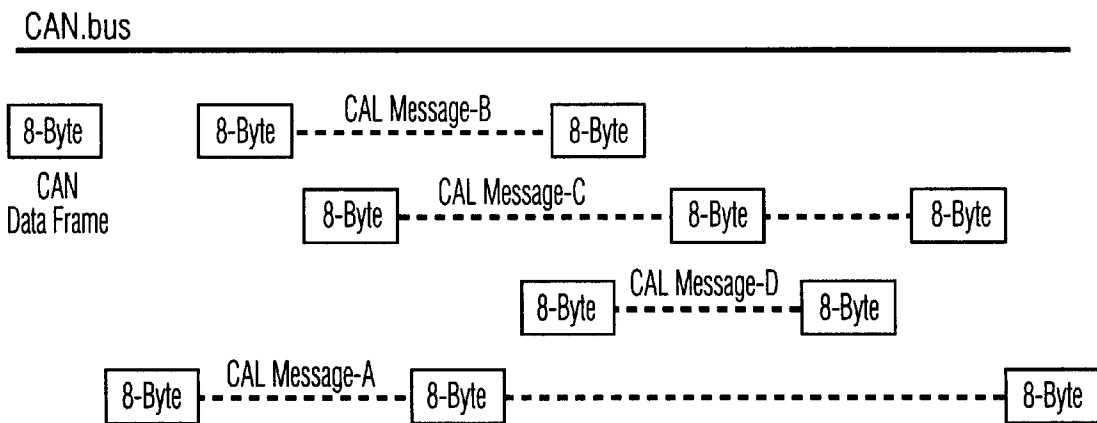 CAN.bus
8-Byte
8-Byte
CAL Message-B
8-Byte
CAN
Data Frame
8-Byte
CAL Message-C
8-Byte
8-Byte
8-Byte
CAL Message-D
8-Byte
8-Byte
CAL Message-A
8-Byte
8-Byte